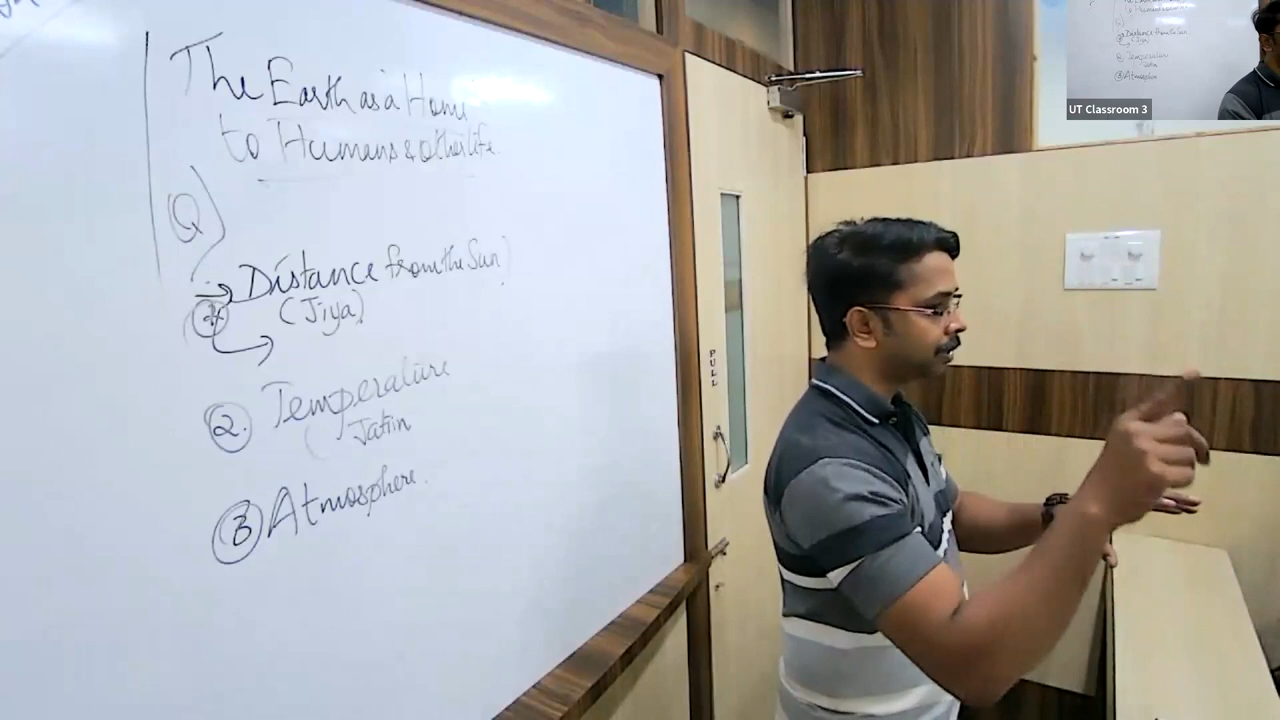 The Earth as a Home
to Humans & other life.
Q)
Distance from the Sun)
(Jiya)
2. Temperature
(Jatin
3 Atmosphere.
PULL
UT Classroom 3